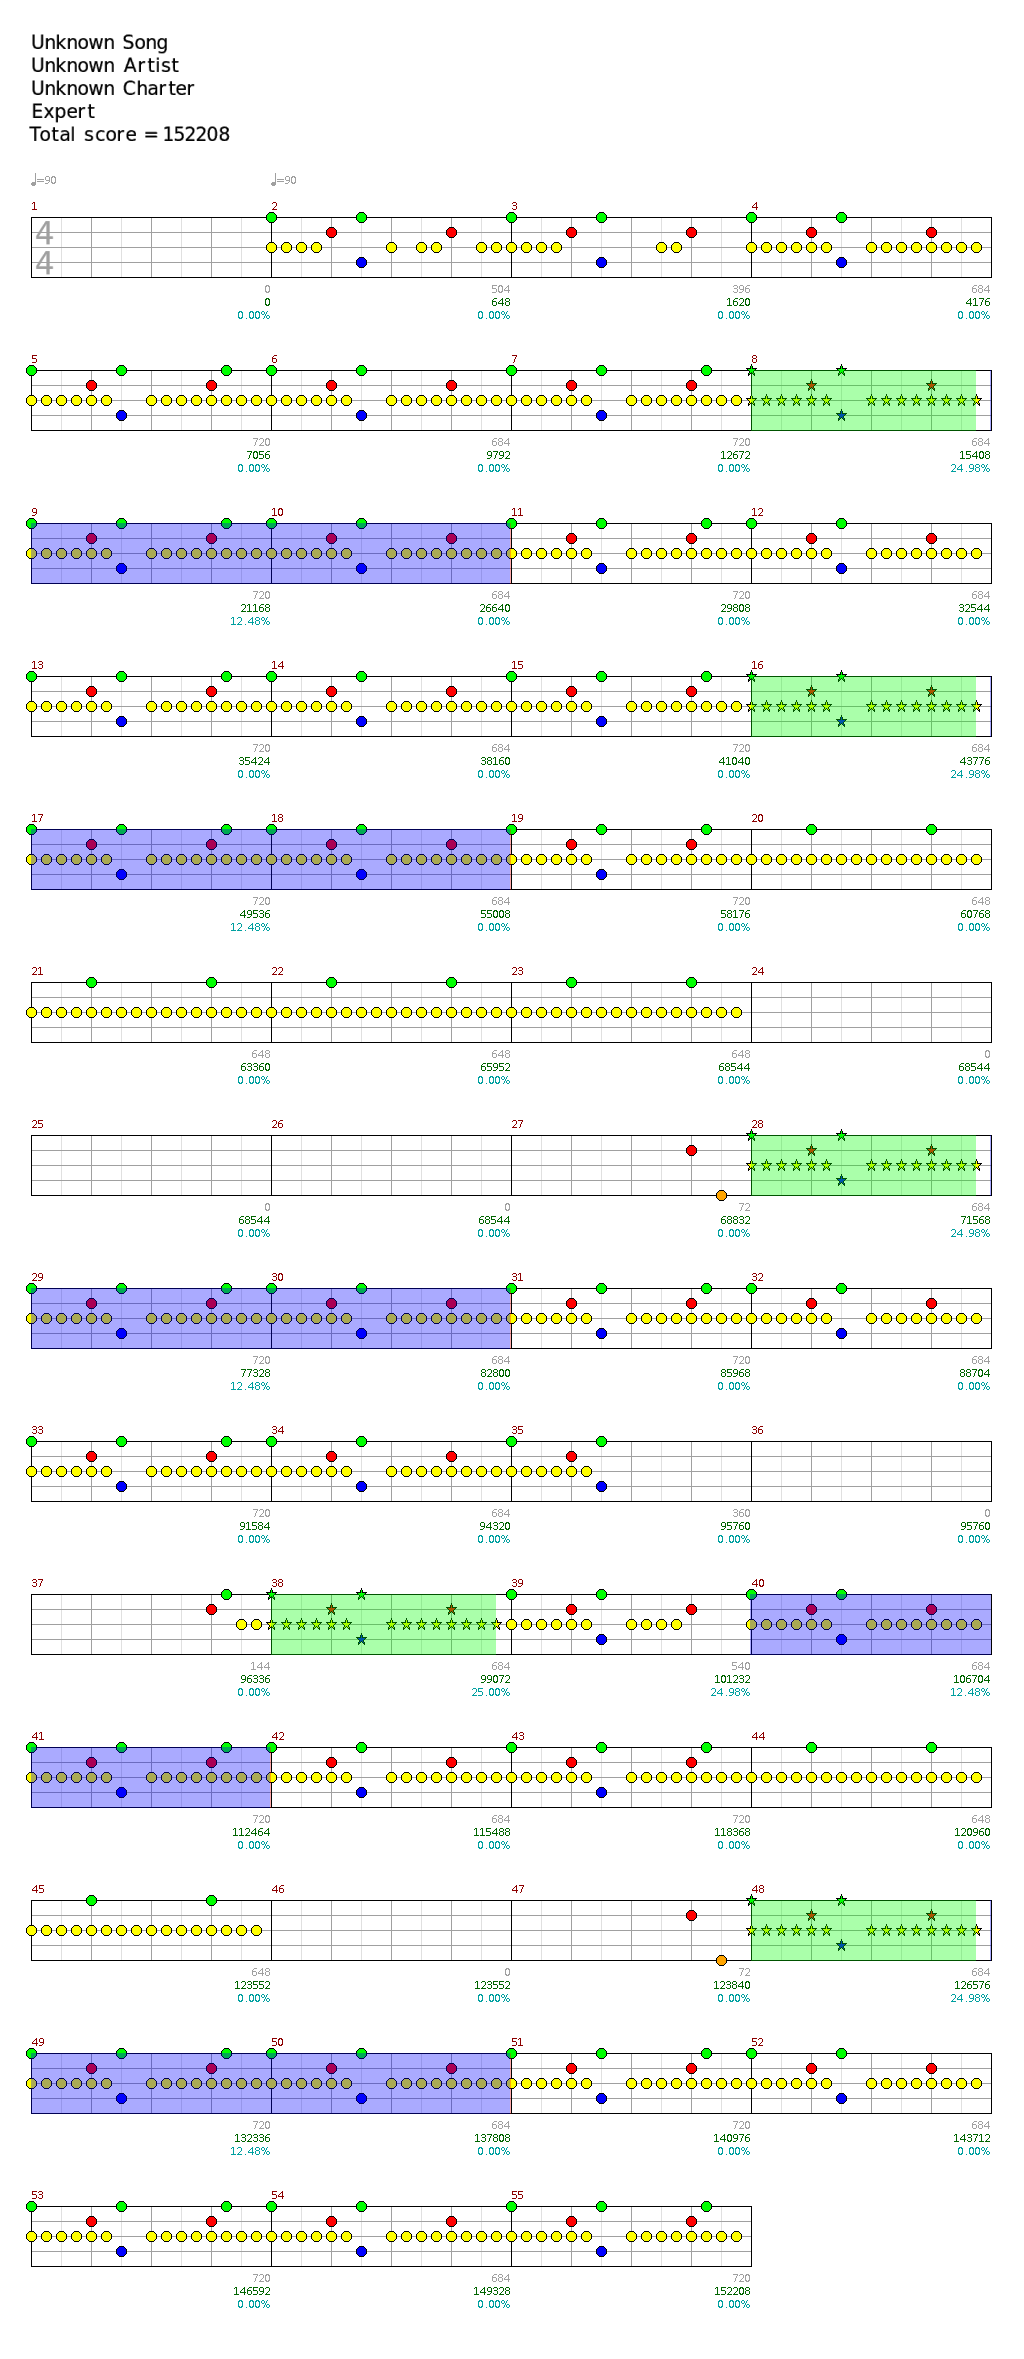 Unknown Song
Unknown Artist
Unknown Charter
Expert
Total score = 152208
♩=90 ♩=90
1 2 3 4
4
4
0 504 396 684
0 648 1620 4176
0.00% 0.00% 0.00% 0.00%
5 6 7 8
720 684 720 684
7056 9792 12672 15408
0.00% 0.00% 0.00% 24.98%
9 10 11 12
720 684 720 684
21168 26640 29808 32544
12.48% 0.00% 0.00% 0.00%
13 14 15 16
720 684 720 684
35424 38160 41040 43776
0.00% 0.00% 0.00% 24.98%
17 18 19 20
720 684 720 648
49536 55008 58176 60768
12.48% 0.00% 0.00% 0.00%
21 22 23 24
648 648 648 0
63360 65952 68544 68544
0.00% 0.00% 0.00% 0.00%
25 26 27 28
0 0 72 684
68544 68544 68832 71568
0.00% 0.00% 0.00% 24.98%
29 30 31 32
720 684 720 684
77328 82800 85968 88704
12.48% 0.00% 0.00% 0.00%
33 34 35 36
720 684 360 0
91584 94320 95760 95760
0.00% 0.00% 0.00% 0.00%
37 38 39 40
144 684 540 684
96336 99072 101232 106704
0.00% 25.00% 24.98% 12.48%
41 42 43 44
720 684 720 648
112464 115488 118368 120960
0.00% 0.00% 0.00% 0.00%
45 46 47 48
648 0 72 684
123552 123552 123840 126576
0.00% 0.00% 0.00% 24.98%
49 50 51 52
720 684 720 684
132336 137808 140976 143712
12.48% 0.00% 0.00% 0.00%
53 54 55
720 684 720
146592 149328 152208
0.00% 0.00% 0.00%